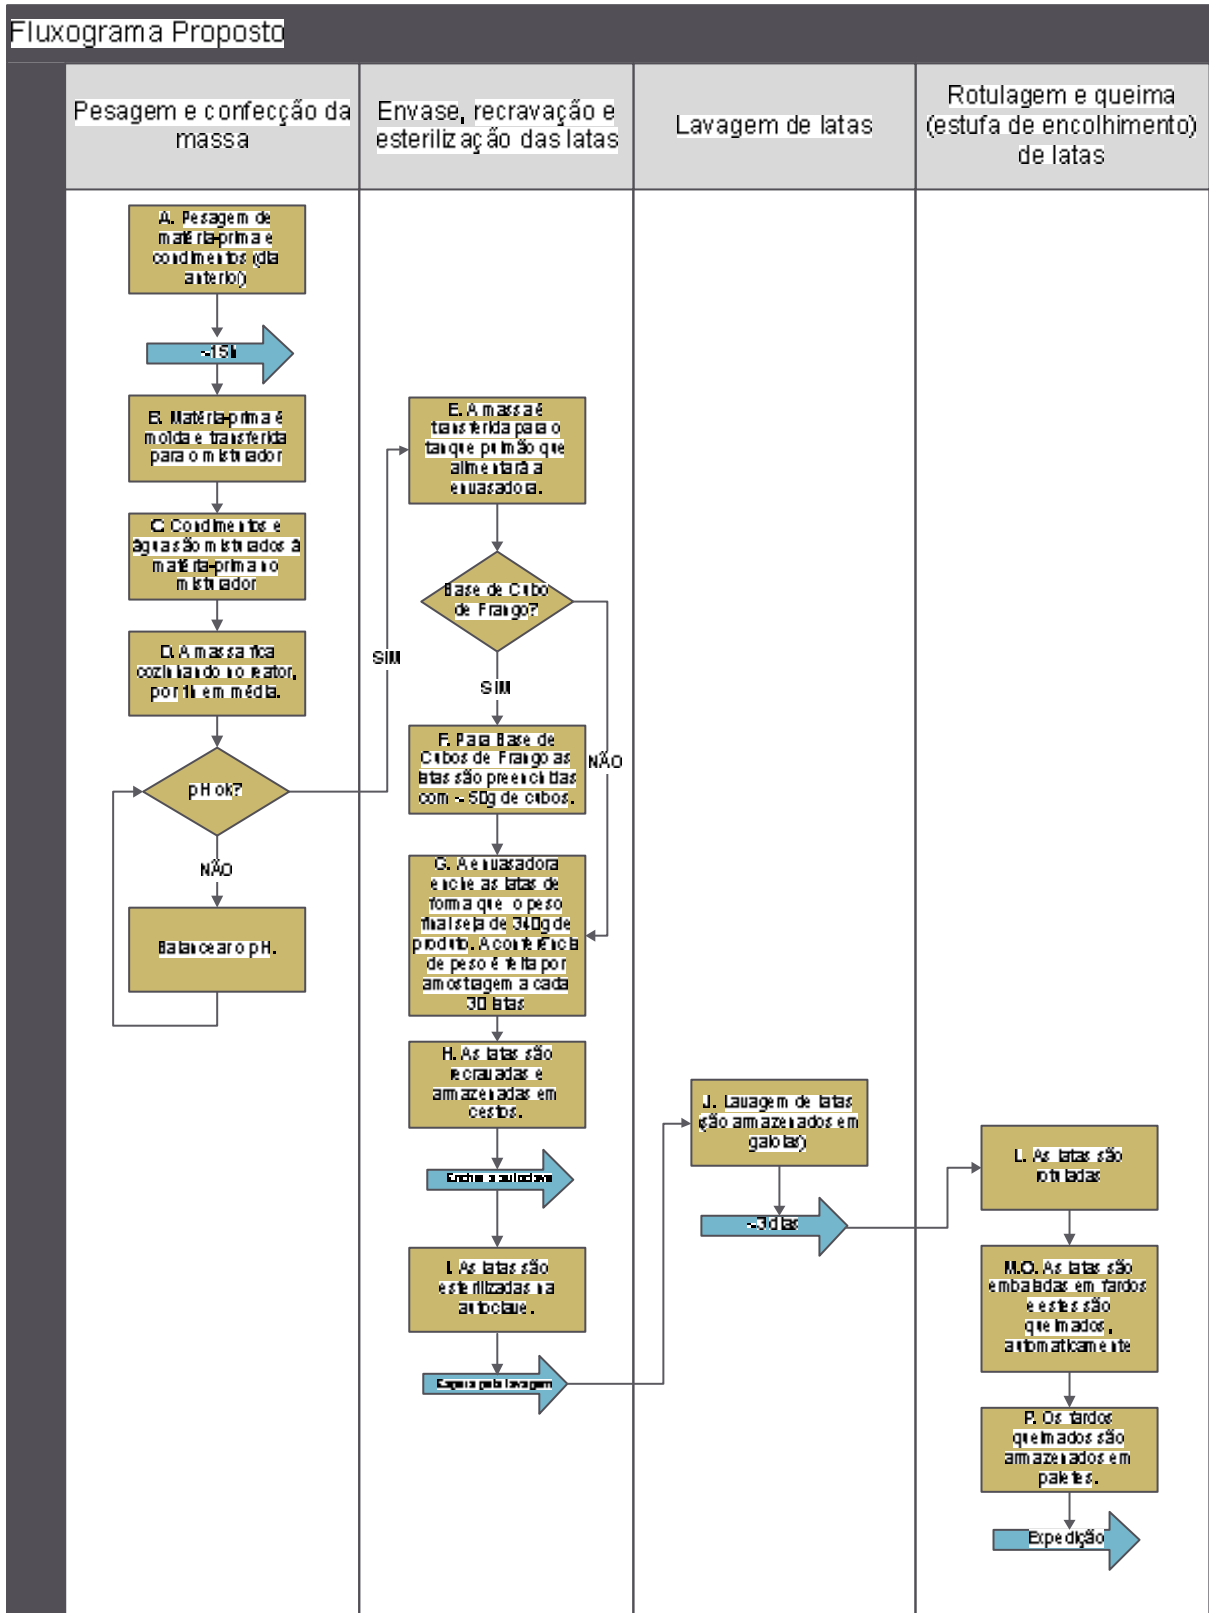 Fluxograma Proposto
Pesagem e confecção da
massa
Envase, recravação e
esterilização das latas
Lavagem de latas
Rotulagem e queima
(estufa de encolhimento)
de latas
A. Pesagem de
matéria-prima e
condimentos (dia
anterior)
~15h
B. Matéria-prima é
moída e transferida
para o misturador
C. Condimentos e
água são misturados à
matéria-prima no
misturador
D. A massa fica
cozinhando no reator,
por 1h em média.
pH ok?
NÃO
Balancear o pH.
SIM
E. A massa é
transferida para o
tanque pulmão que
alimentará a
envasadora.
Base de Cubo
de Frango?
SIM
NÃO
F. Para Base de
Cubos de Frango as
latas são preenchidas
com ~ 50g de cubos.
G. A envasadora
enche as latas de
forma que o peso
final seja de 340g de
produto. A conferência
de peso é feita por
amostragem a cada
30 latas
H. As latas são
recravadas e
armazenadas em
cestos.
Encher a autoclave
I. As latas são
esterilizadas na
autoclave.
Espera pela lavagem
J. Lavagem de latas
(são armazenados em
gaiolas)
~3 dias
L. As latas são
rotuladas
M.O. As latas são
embaladas em fardos
e estes são
queimados,
automaticamente
P. Os fardos
queimados são
armazenados em
paletes.
Expedição